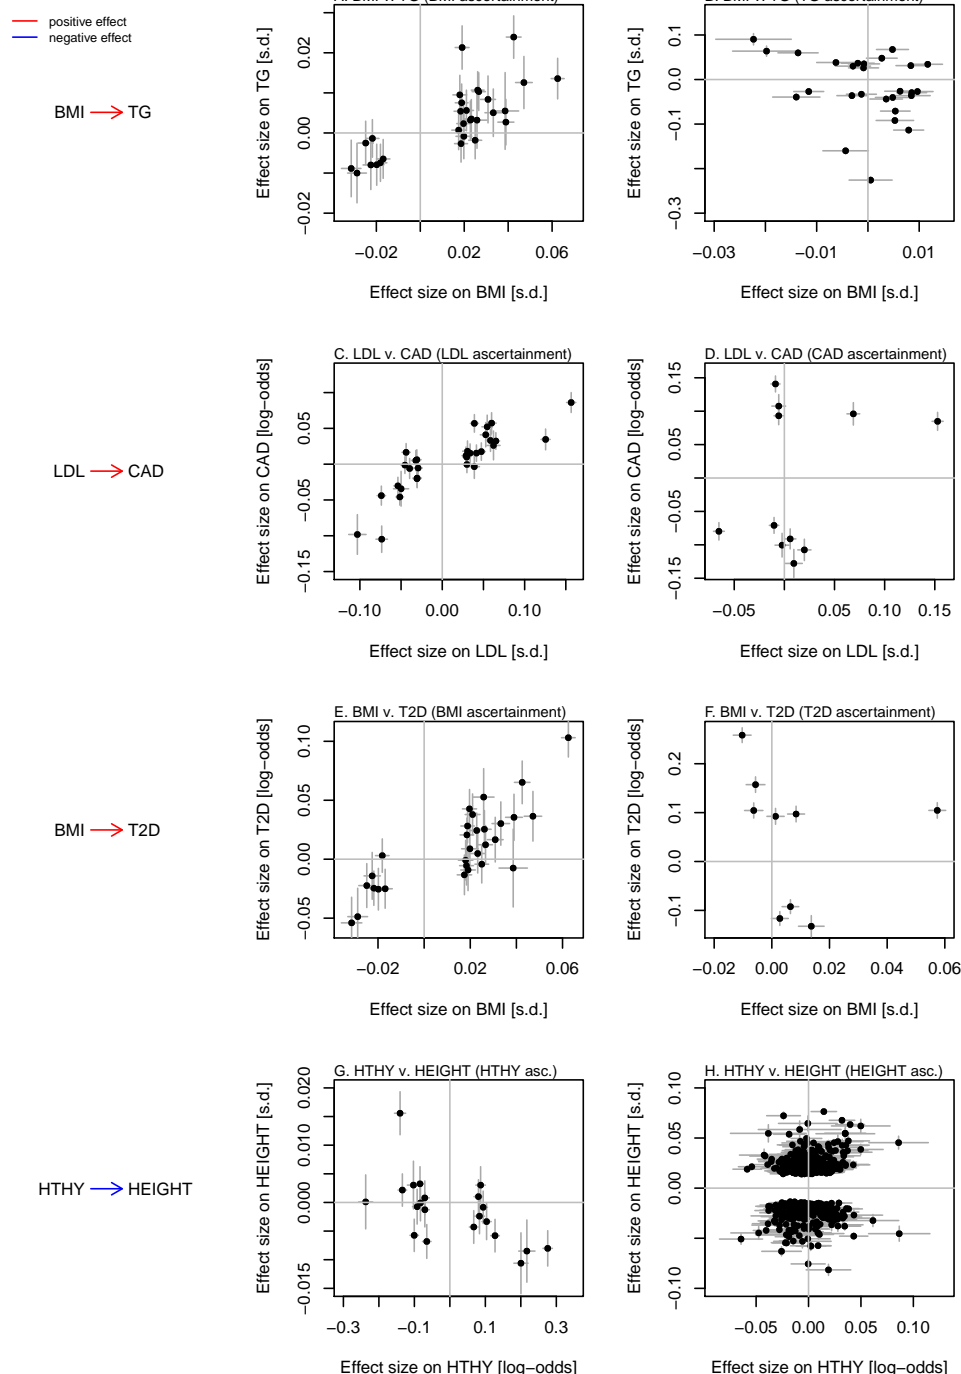 positive effect
negative effect
BMI TG
A. BMI v. TG (BMI ascertainment)
Effect size on TG [s.d.]
−0.02 0.00 0.02
−0.02 0.02 0.06
Effect size on BMI [s.d.]
B. BMI v. TG (TG ascertainment)
Effect size on TG [s.d.]
−0.3 −0.1 0.0 0.1
−0.03 −0.01 0.01
Effect size on BMI [s.d.]
LDL CAD
C. LDL v. CAD (LDL ascertainment)
Effect size on CAD [log−odds]
−0.15 −0.05 0.05
−0.10 0.00 0.10
Effect size on LDL [s.d.]
D. LDL v. CAD (CAD ascertainment)
Effect size on CAD [log−odds]
−0.15 −0.05 0.05 0.15
−0.05 0.05 0.10 0.15
Effect size on LDL [s.d.]
BMI T2D
E. BMI v. T2D (BMI ascertainment)
Effect size on T2D [log−odds]
−0.05 0.00 0.05 0.10
−0.02 0.02 0.06
Effect size on BMI [s.d.]
F. BMI v. T2D (T2D ascertainment)
Effect size on T2D [log−odds]
−0.1 0.0 0.1 0.2
−0.02 0.00 0.02 0.04 0.06
Effect size on BMI [s.d.]
HTHY HEIGHT
G. HTHY v. HEIGHT (HTHY asc.)
Effect size on HEIGHT [s.d.]
−0.015 0.000 0.010 0.020
−0.3 −0.1 0.1 0.3
Effect size on HTHY [log−odds]
H. HTHY v. HEIGHT (HEIGHT asc.)
Effect size on HEIGHT [s.d.]
−0.10 0.00 0.05 0.10
−0.05 0.00 0.05 0.10
Effect size on HTHY [log−odds]